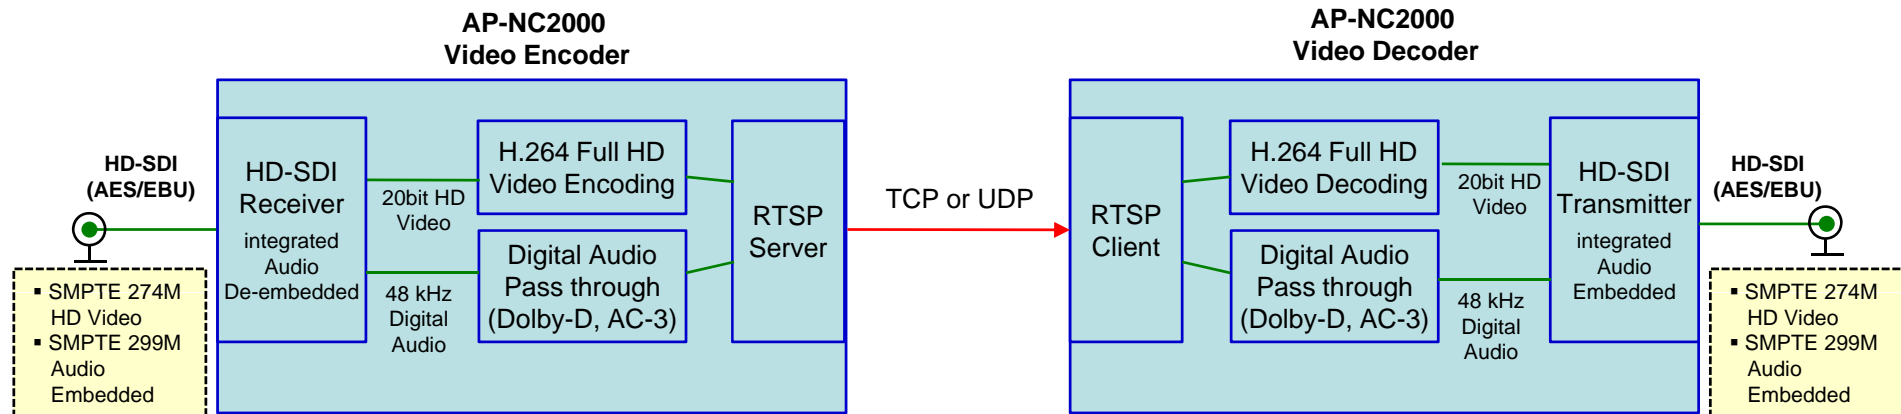 AP-NC2000
Video Encoder
HD-SDI
(AES/EBU)
▪ SMPTE 274M
HD Video
▪ SMPTE 299M
Audio
Embedded
HD-SDI
Receiver
integrated
Audio
De-embedded
20bit HD
Video
48 kHz
Digital
Audio
H.264 Full HD
Video Encoding
Digital Audio
Pass through
(Dolby-D, AC-3)
RTSP
Server
TCP or UDP
AP-NC2000
Video Decoder
RTSP
Client
H.264 Full HD
Video Decoding
Digital Audio
Pass through
(Dolby-D, AC-3)
20bit HD
Video
48 kHz
Digital
Audio
HD-SDI
Transmitter
integrated
Audio
Embedded
HD-SDI
(AES/EBU)
▪ SMPTE 274M
HD Video
▪ SMPTE 299M
Audio
Embedded